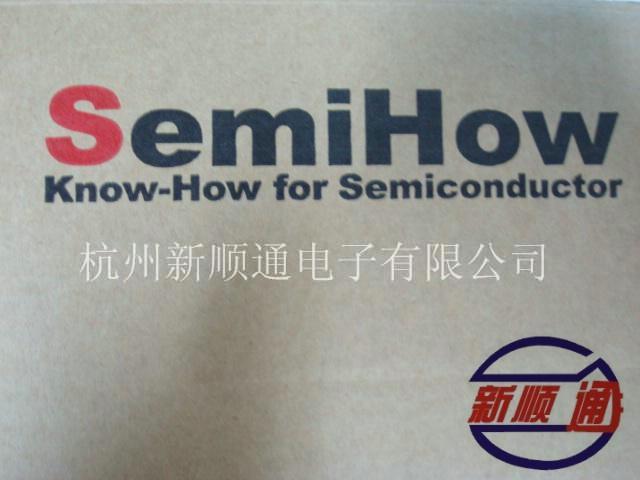 SemiHow
Know-How for Semiconductor
杭州新顺通电子有限公司
新顺通